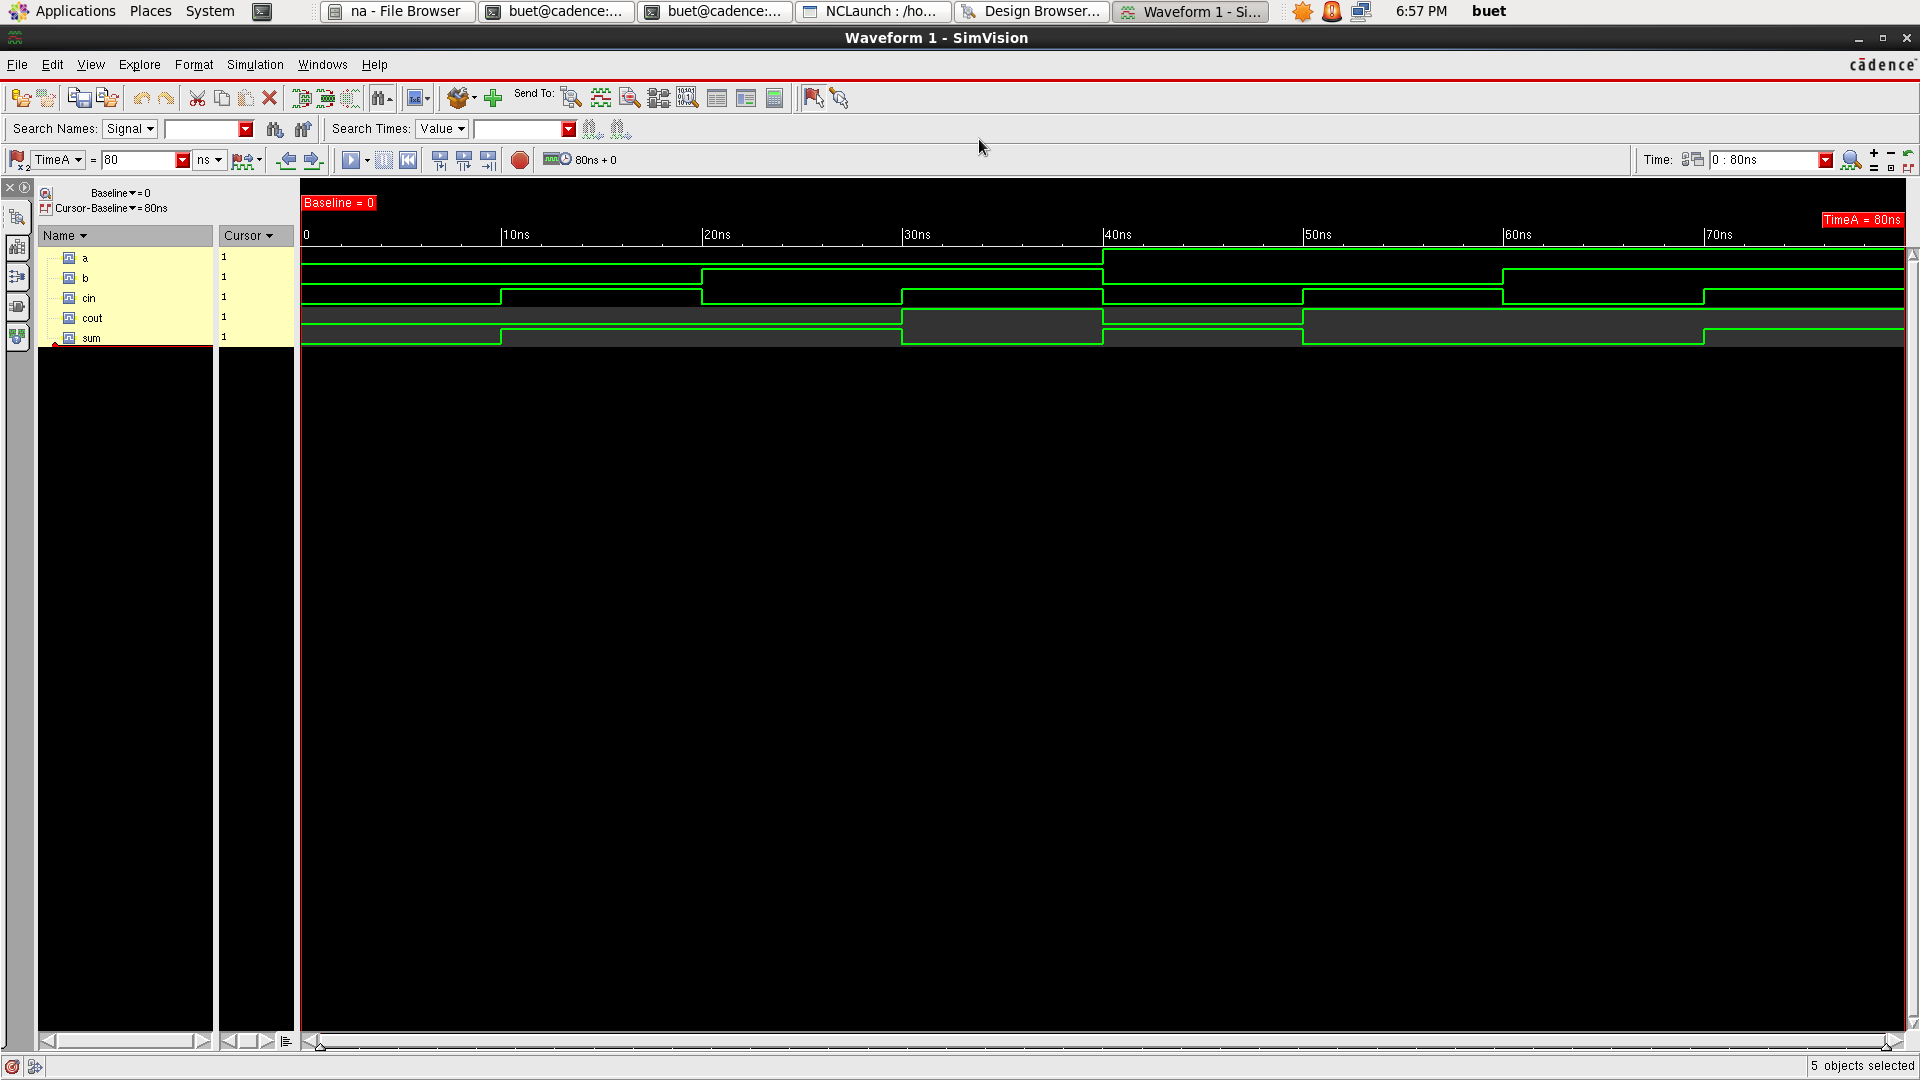 Applications Places System na - File Browser buet@cadence:... buet@cadence:... NCLaunch : /ho... Design Browser... Waveform 1 - Si... 6:57 PM buet
Waveform 1 - SimVision
File Edit View Explore Format Simulation Windows Help cādence
Send To:
Search Names: Signal Search Times: Value
TimeA = 80 ns 80ns + 0 Time: 0 : 80ns
Baseline = 0
Cursor-Baseline = 80ns
Baseline = 0
TimeA = 80ns
Name Cursor 0 10ns 20ns 30ns 40ns 50ns 60ns 70ns
a 1
b 1
cin 1
cout 1
sum 1
5 objects selected